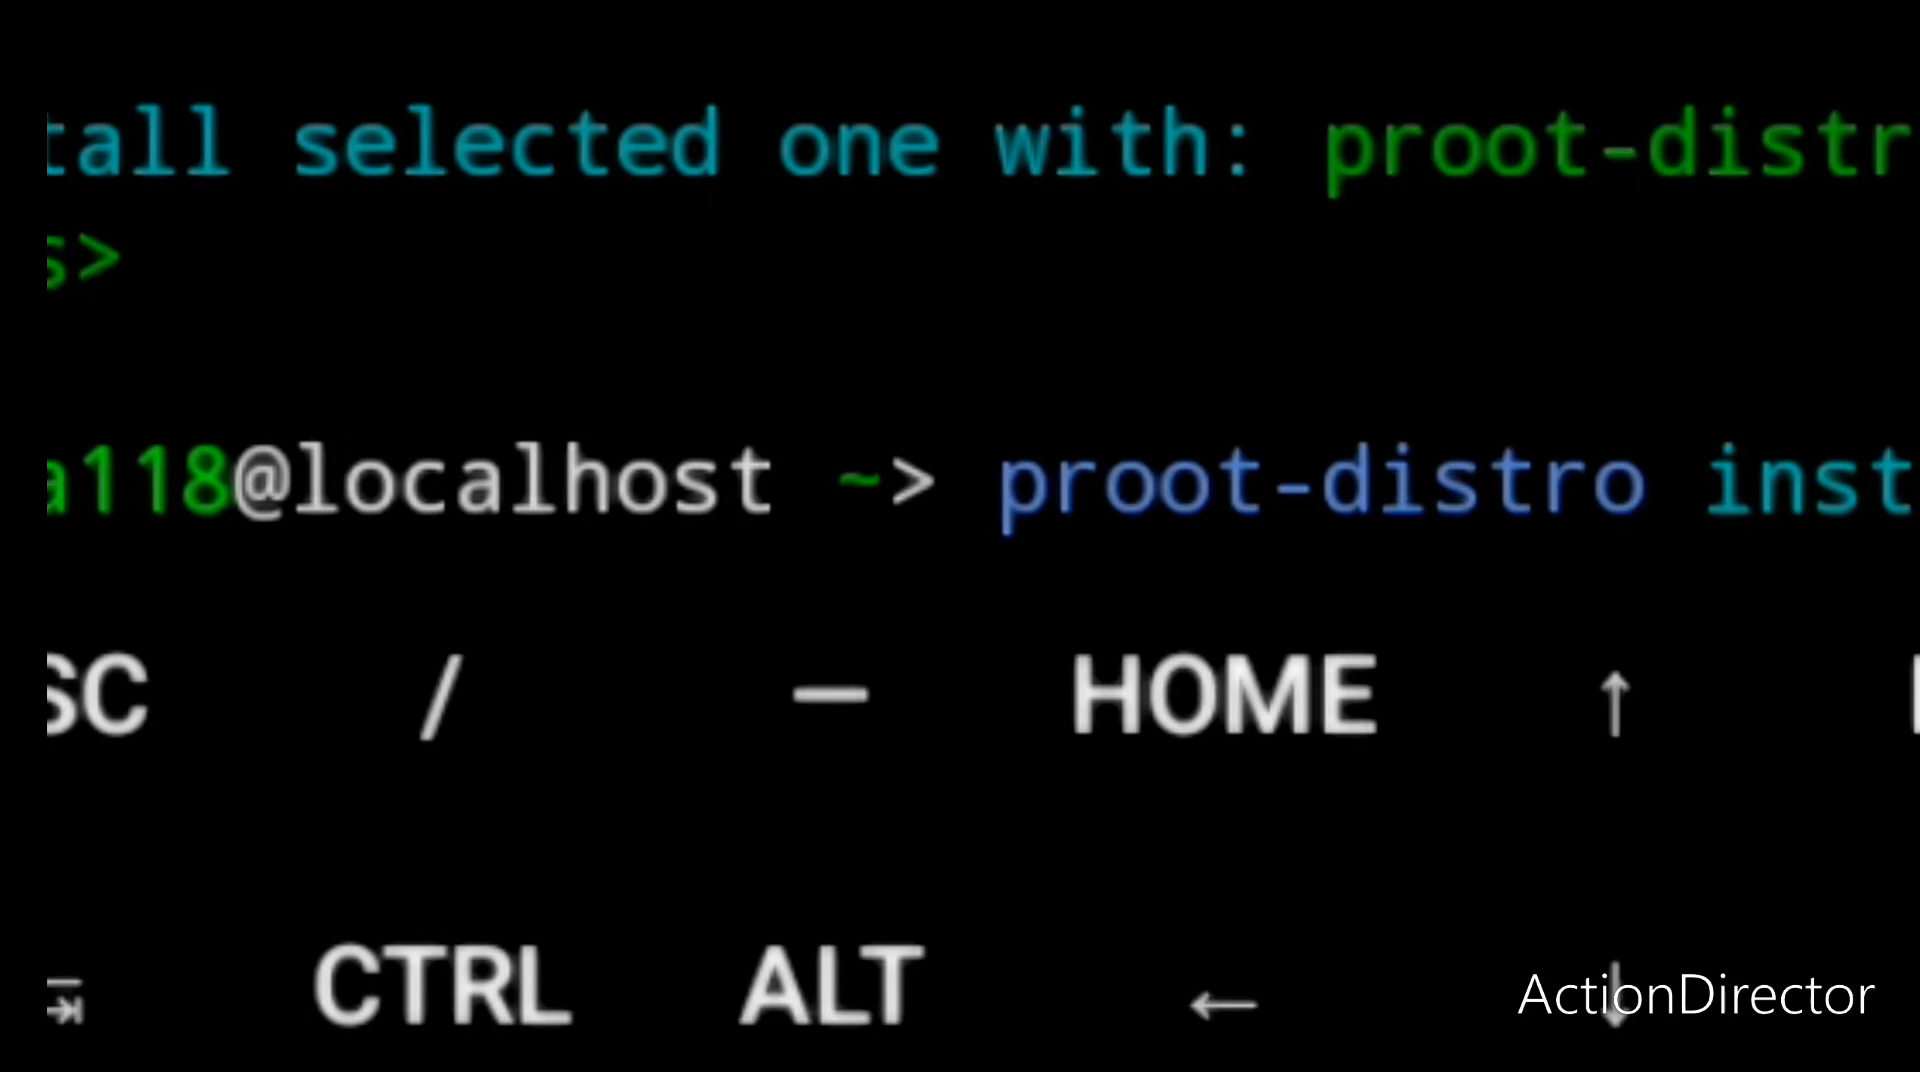 tall selected one with: proot-distr
s>
a118@localhost ~> proot-distro inst
SC / — HOME ↑
⇥ CTRL ALT ← ↓
ActionDirector